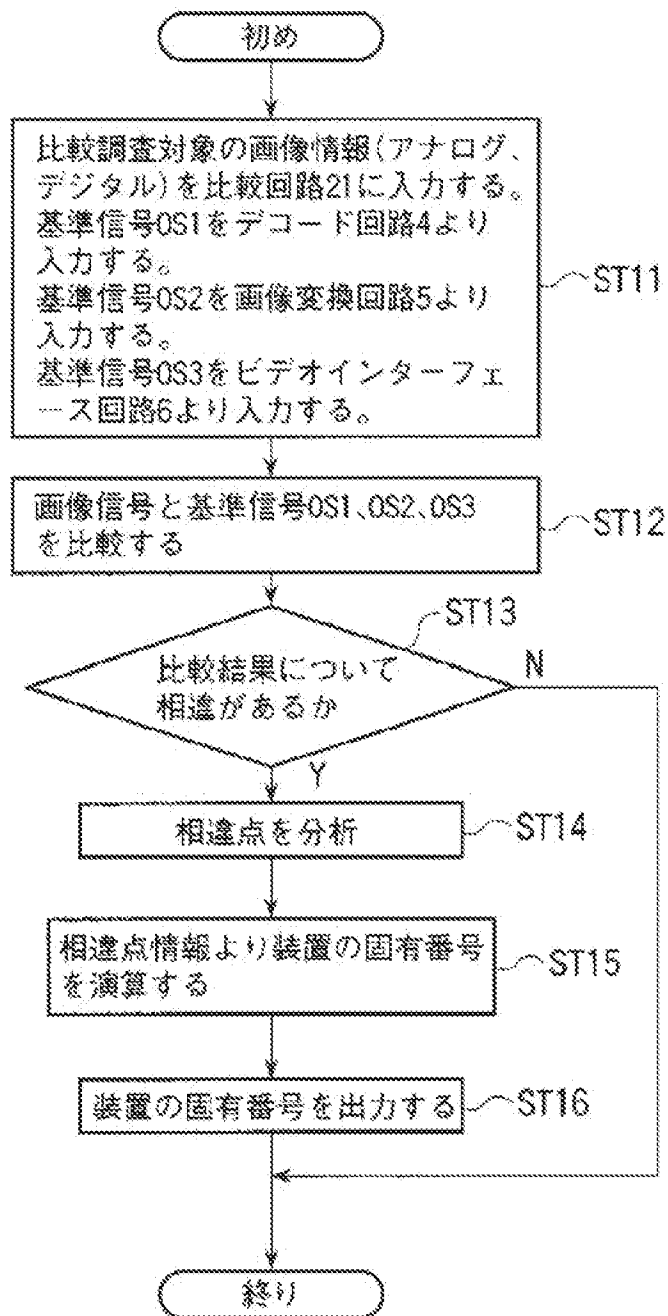 初め
比較調査対象の画像情報(アナログ、
デジタル)を比較回路21に入力する。
基準信号OS1をデコード回路4より
入力する。
基準信号OS2を画像変換回路5より
入力する。
基準信号OS3をビデオインターフェ
ース回路6より入力する。
ST11
画像信号と基準信号OS1、OS2、OS3
を比較する
ST12
ST13
比較結果について
相違があるか
N
Y
相違点を分析
ST14
相違点情報より装置の固有番号
を演算する
ST15
装置の固有番号を出力する
ST16
終り